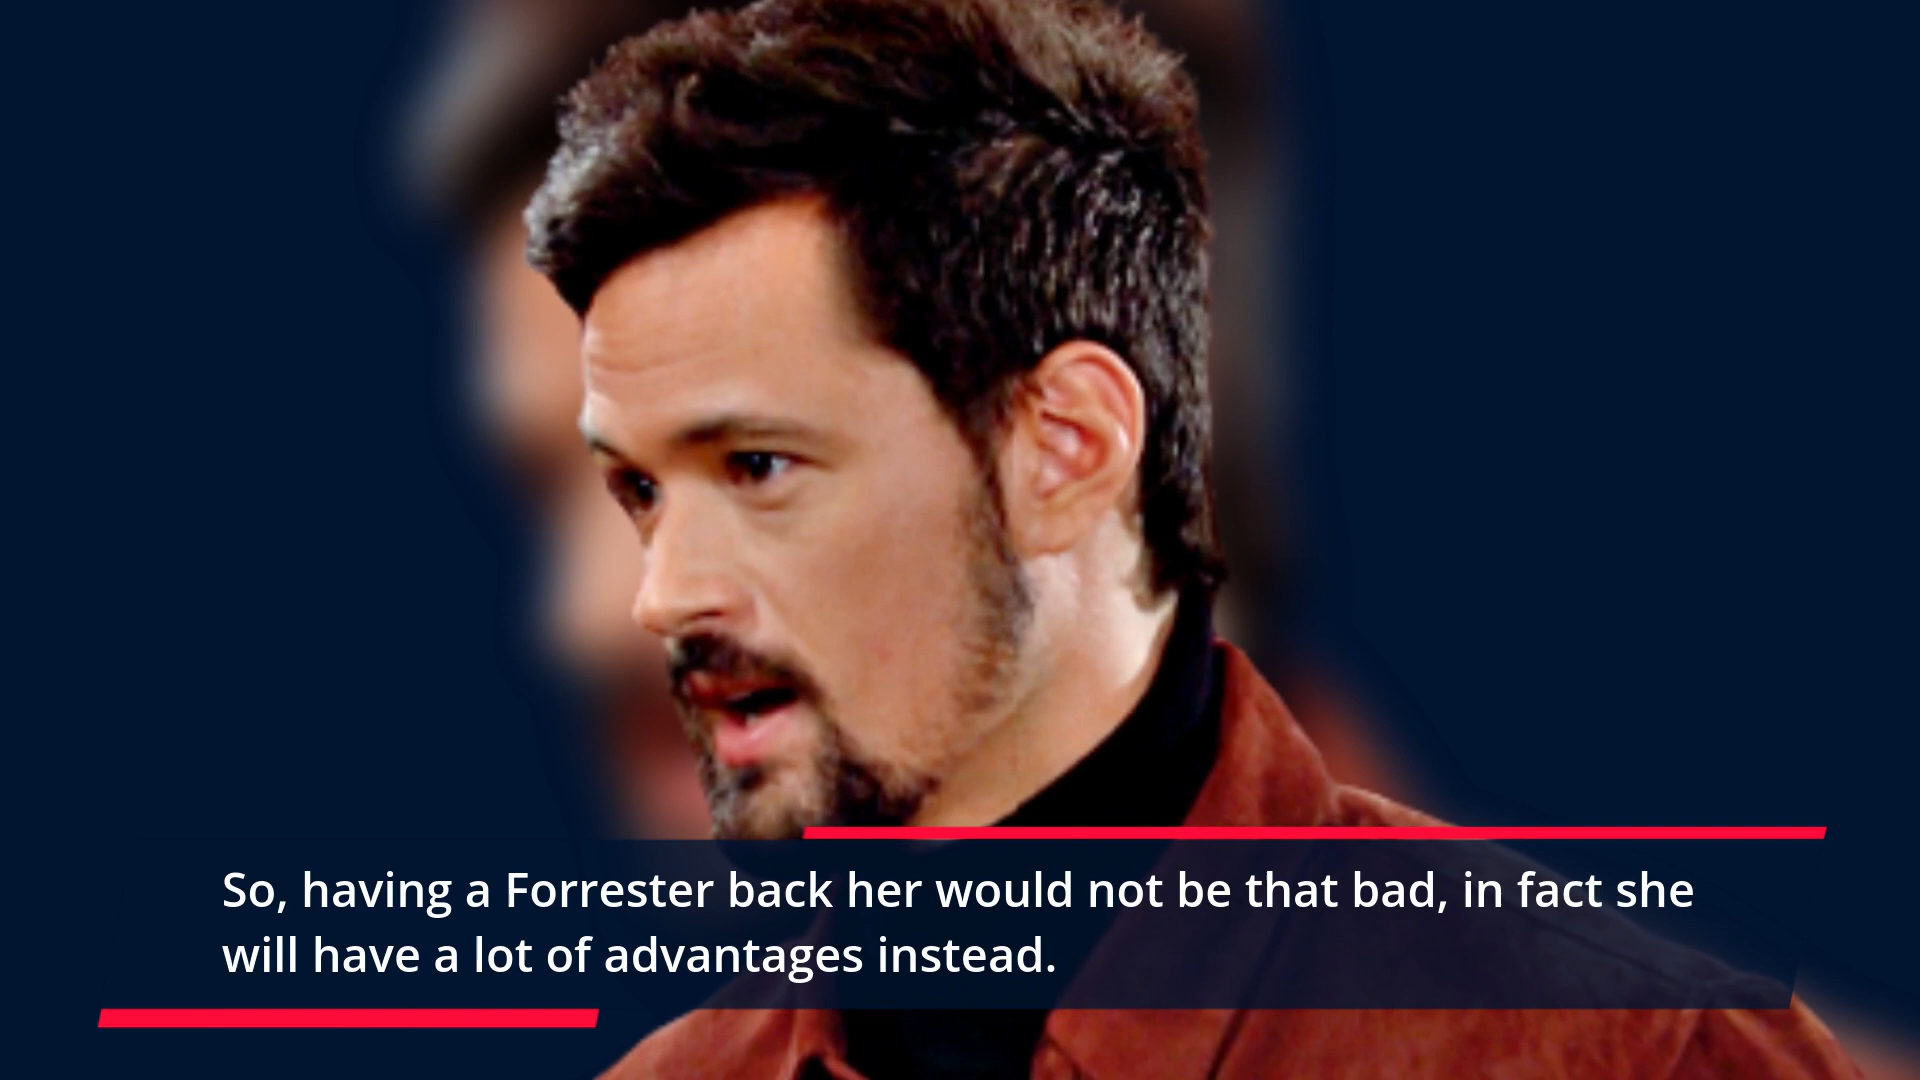 So, having a Forrester back her would not be that bad, in fact she
will have a lot of advantages instead.